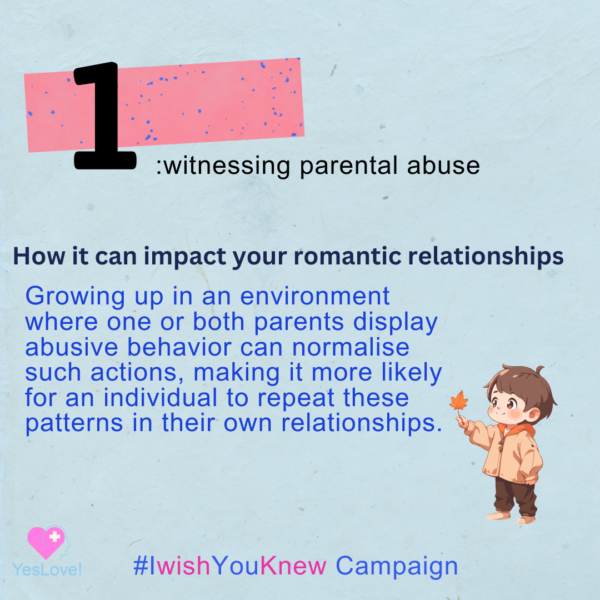 1
:witnessing parental abuse
How it can impact your romantic relationships
Growing up in an environment
where one or both parents display
abusive behavior can normalise
such actions, making it more likely
for an individual to repeat these
patterns in their own relationships.
YesLove!
#IwishYouKnew Campaign